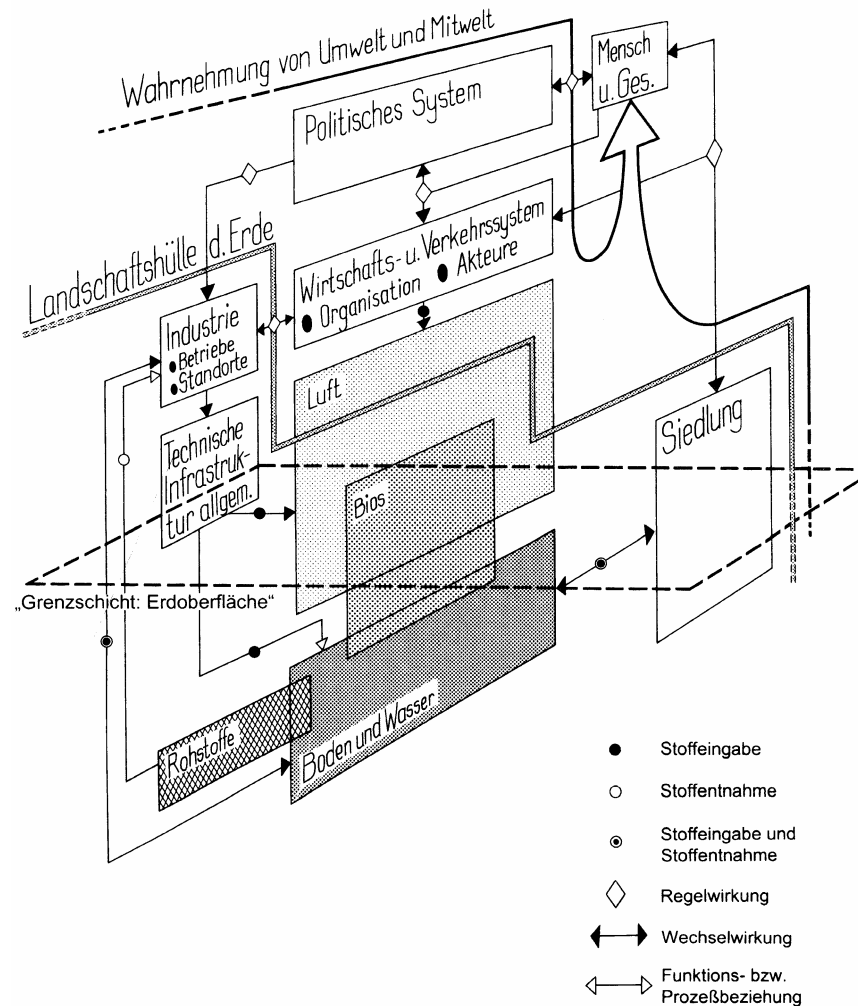 Wahrnehmung von Umwelt und Mitwelt
Mensch
u. Ges.
Politisches System
Landschaftshülle d. Erde
Wirtschafts- u. Verkehrssystem
Organisation
Akteure
Industrie
Betriebe
Standorte
Luft
Technische
Infrastruk-
tur allgem.
Siedlung
Bios
„Grenzschicht: Erdoberfläche“
Rohstoffe
Boden und Wasser
Stoffeingabe
Stoffentnahme
Stoffeingabe und
Stoffentnahme
Regelwirkung
Wechselwirkung
Funktions- bzw.
Prozeßbeziehung